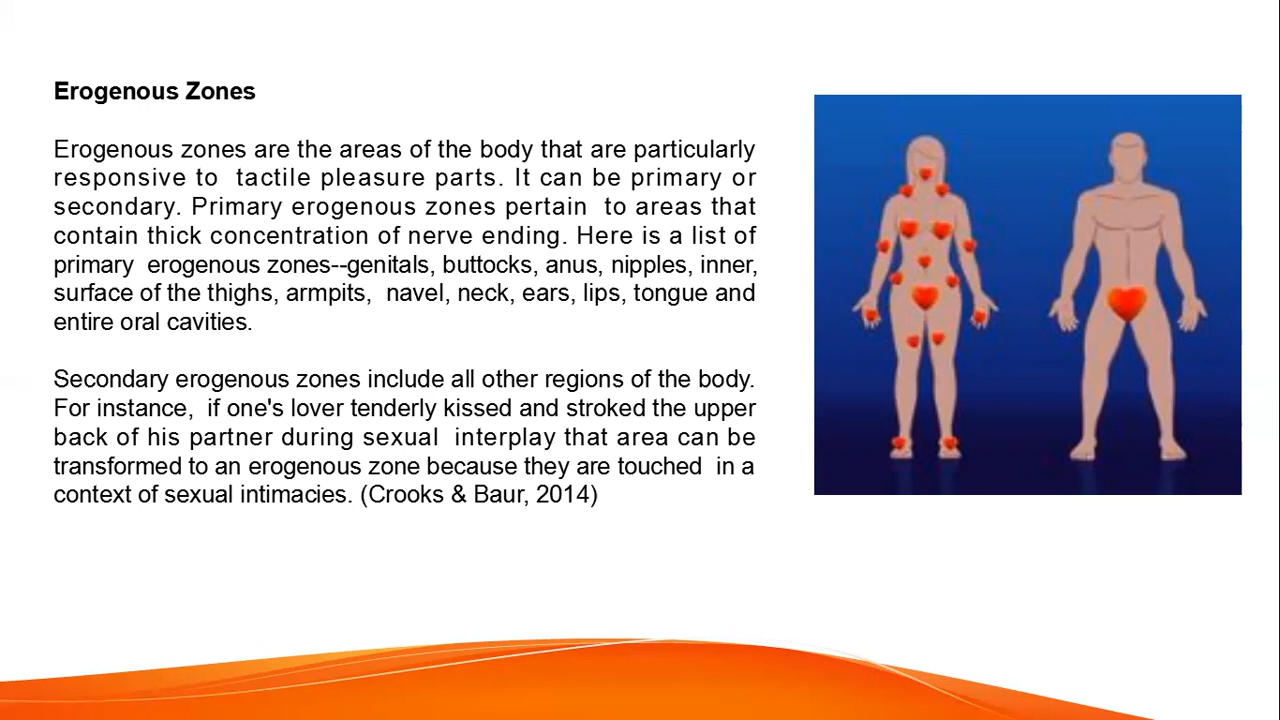 Erogenous Zones
Erogenous zones are the areas of the body that are particularly
responsive to tactile pleasure parts. It can be primary or
secondary. Primary erogenous zones pertain to areas that
contain thick concentration of nerve ending. Here is a list of
primary erogenous zones--genitals, buttocks, anus, nipples, inner,
surface of the thighs, armpits, navel, neck, ears, lips, tongue and
entire oral cavities.
Secondary erogenous zones include all other regions of the body.
For instance, if one's lover tenderly kissed and stroked the upper
back of his partner during sexual interplay that area can be
transformed to an erogenous zone because they are touched in a
context of sexual intimacies. (Crooks & Baur, 2014)